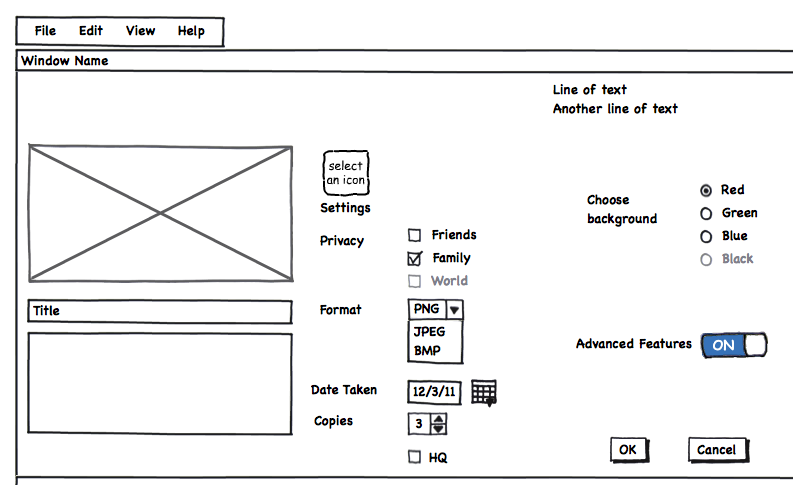 File Edit View Help
Window Name
Line of text
Another line of text
select
an icon
Settings
Privacy
Friends
Family
World
Choose
background
Red
Green
Blue
Black
Title
Format
PNG
JPEG
BMP
Advanced Features
ON
Date Taken
12/3/11
Copies
3
HQ
OK
Cancel